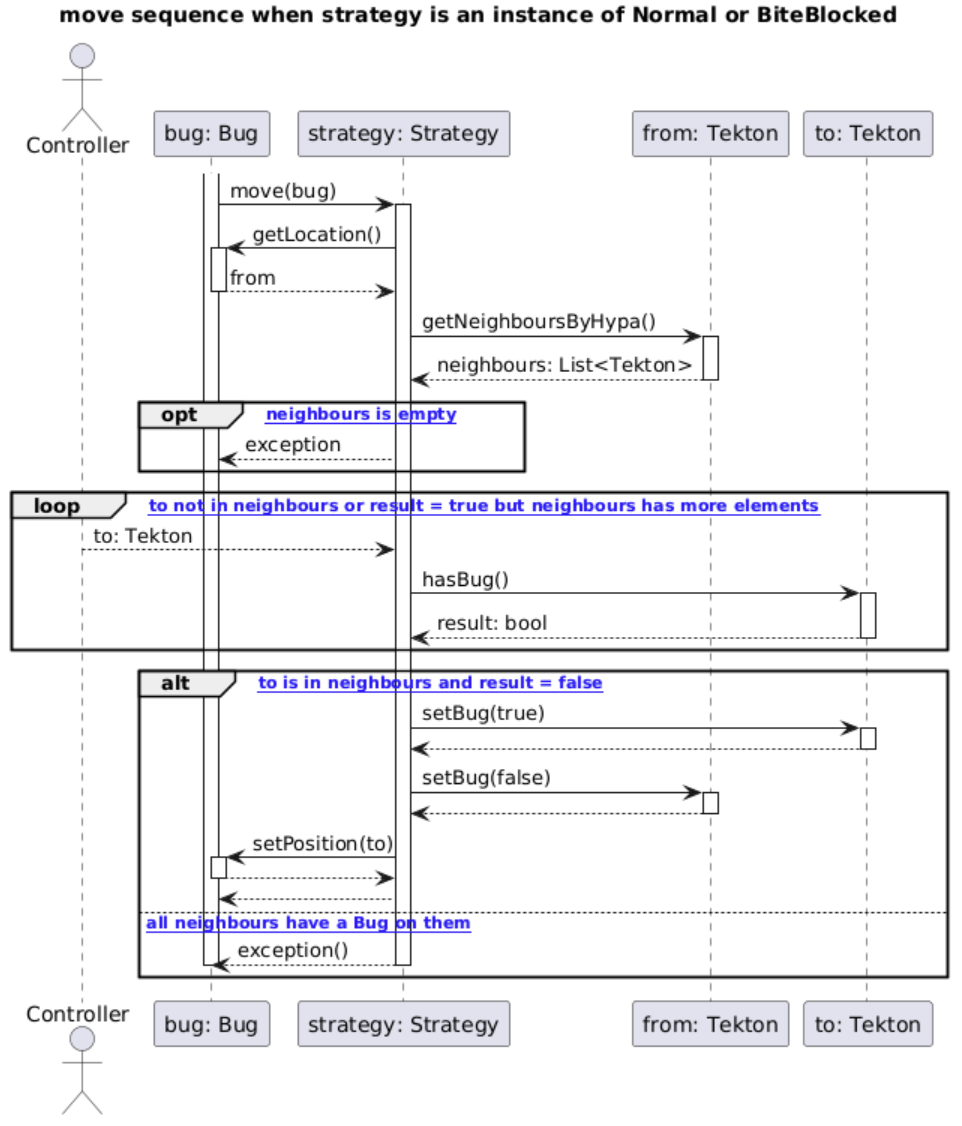 move sequence when strategy is an instance of Normal or BiteBlocked
Controller
bug: Bug
strategy: Strategy
from: Tekton
to: Tekton
move(bug)
getLocation()
from
getNeighboursByHypa()
neighbours: List<Tekton>
opt
neighbours is empty
exception
loop
to not in neighbours or result = true but neighbours has more elements
to: Tekton
hasBug()
result: bool
alt
to is in neighbours and result = false
setBug(true)
setBug(false)
setPosition(to)
all neighbours have a Bug on them
exception()
Controller
bug: Bug
strategy: Strategy
from: Tekton
to: Tekton